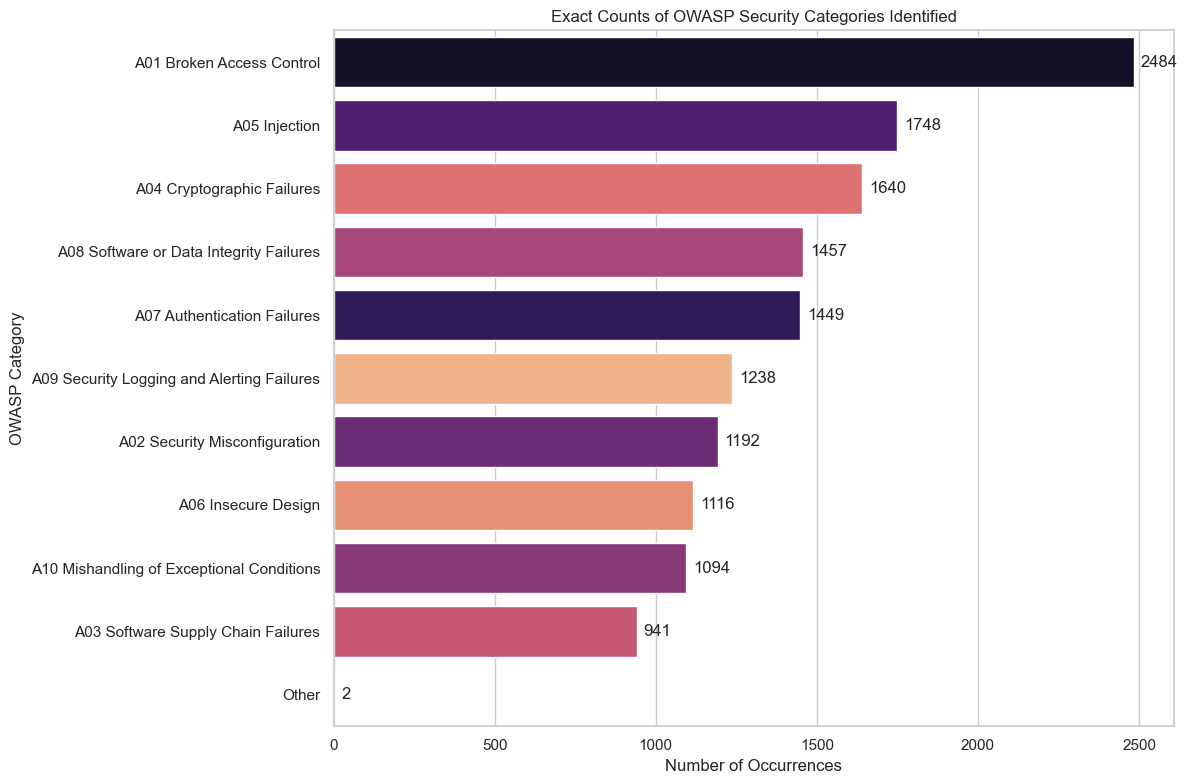 Exact Counts of OWASP Security Categories Identified
A01 Broken Access Control 2484
A05 Injection 1748
A04 Cryptographic Failures 1640
A08 Software or Data Integrity Failures 1457
A07 Authentication Failures 1449
A09 Security Logging and Alerting Failures 1238
A02 Security Misconfiguration 1192
A06 Insecure Design 1116
A10 Mishandling of Exceptional Conditions 1094
A03 Software Supply Chain Failures 941
Other 2
OWASP Category
0 500 1000 1500 2000 2500
Number of Occurrences